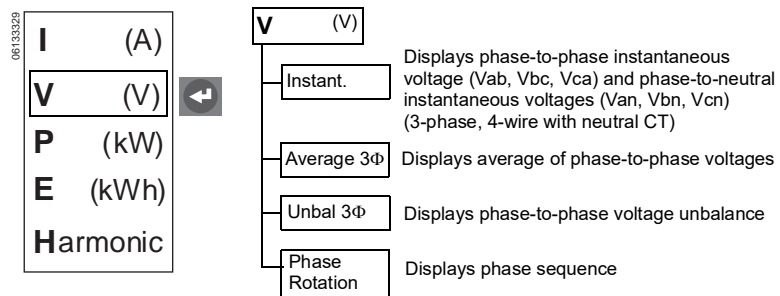 06133329
I (A)
V (V)
P (kW)
E (kWh)
Harmonic
V (V)
Instant.
Displays phase-to-phase instantaneous
voltage (Vab, Vbc, Vca) and phase-to-neutral
instantaneous voltages (Van, Vbn, Vcn)
(3-phase, 4-wire with neutral CT)
Average 3Φ
Displays average of phase-to-phase voltages
Unbal 3Φ
Displays phase-to-phase voltage unbalance
Phase
Rotation
Displays phase sequence